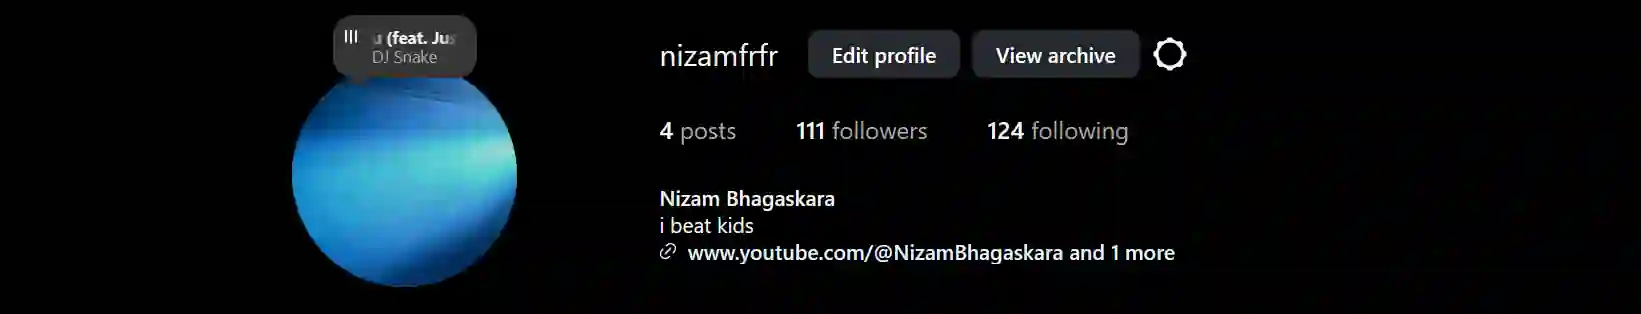 (feat. Jus
DJ Snake
nizamfrfr
Edit profile
View archive
4 posts
111 followers
124 following
Nizam Bhagaskara
i beat kids
www.youtube.com/@NizamBhagaskara and 1 more